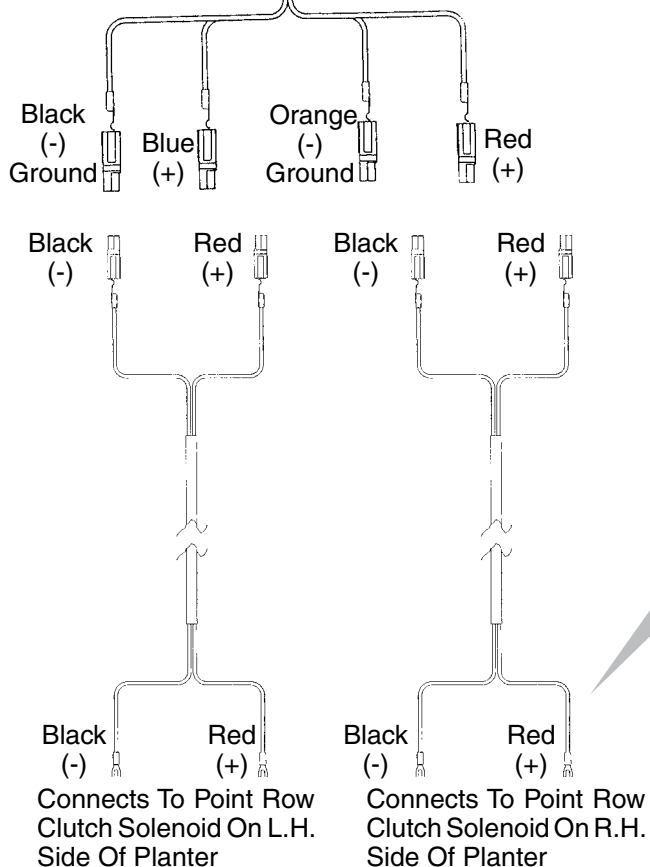 Black
(-)
Ground
Blue
(+)
Orange
(-)
Ground
Red
(+)
Black
(-)
Red
(+)
Black
(-)
Red
(+)
Black
(-)
Red
(+)
Black
(-)
Red
(+)
Connects To Point Row
Clutch Solenoid On L.H.
Side Of Planter
Connects To Point Row
Clutch Solenoid On R.H.
Side Of Planter